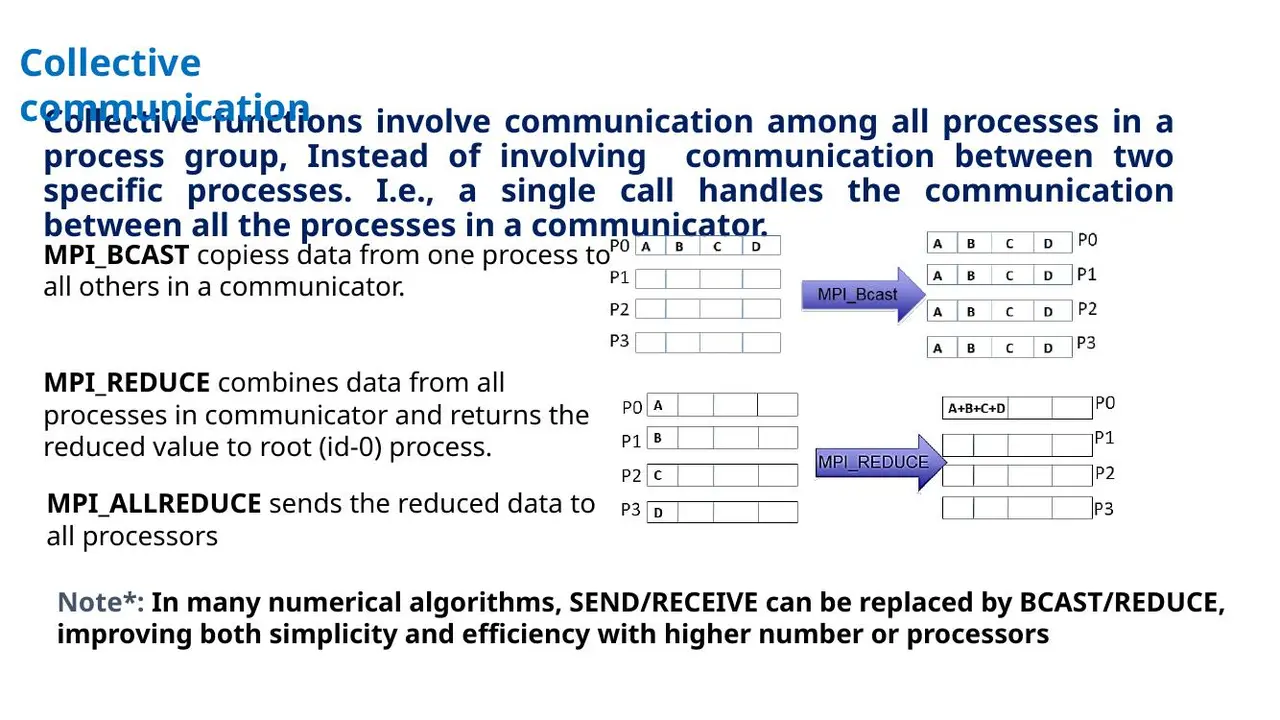 Collective
communication
Collective functions involve communication among all processes in a
process group, Instead of involving communication between two
specific processes. I.e., a single call handles the communication
between all the processes in a communicator.
MPI_BCAST copiess data from one process to
all others in a communicator.
P0 A B C D
P1
P2
P3
MPI_Bcast
A B C D P0
A B C D P1
A B C D P2
A B C D P3
MPI_REDUCE combines data from all
processes in communicator and returns the
reduced value to root (id-0) process.
P0 A
P1 B
P2 C
P3 D
MPI_REDUCE
A+B+C+D P0
P1
P2
P3
MPI_ALLREDUCE sends the reduced data to
all processors
Note*: In many numerical algorithms, SEND/RECEIVE can be replaced by BCAST/REDUCE,
improving both simplicity and efficiency with higher number or processors